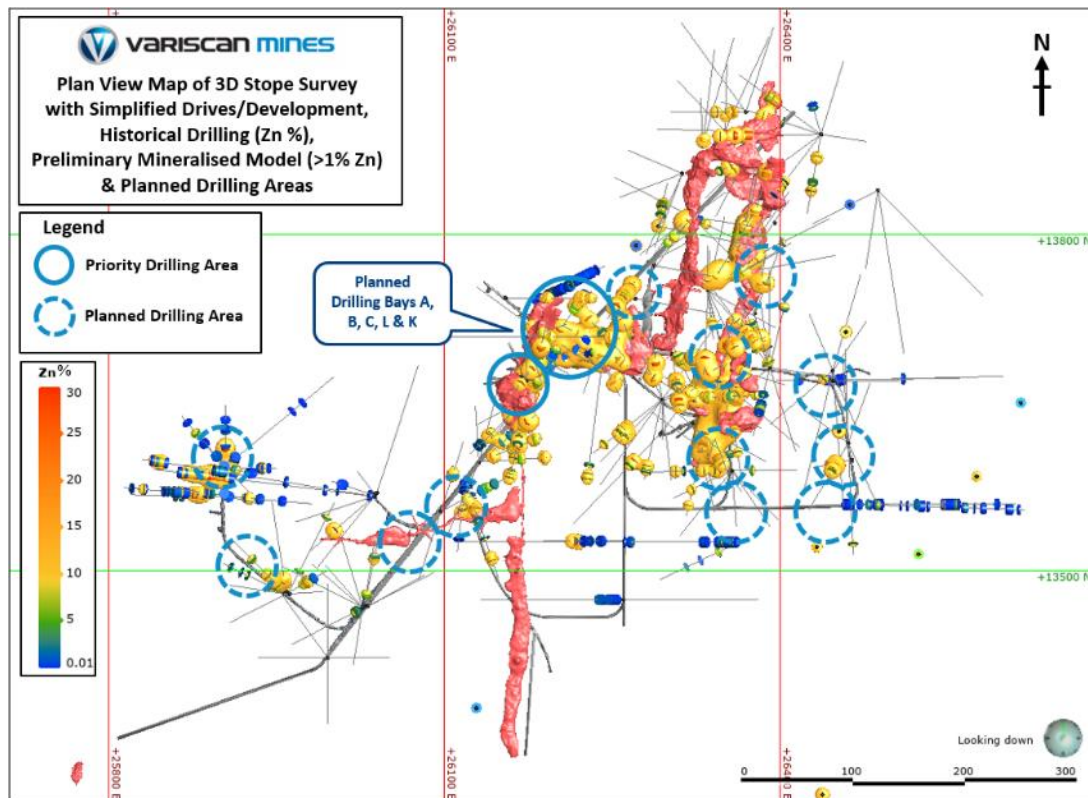 VARISCAN MINES
Plan View Map of 3D Stope Survey
with Simplified Drives/Development,
Historical Drilling (Zn %),
Preliminary Mineralised Model (>1% Zn)
& Planned Drilling Areas
Legend
Priority Drilling Area
Planned Drilling Area
Zn%
30
20
10
5
0.01
Planned
Drilling Bays A,
B, C, L & K
+26100 E
+26400 E
N
+13800 N
+13500 N
+25800 E
+26100 E
+26400 E
Looking down
0 100 200 300